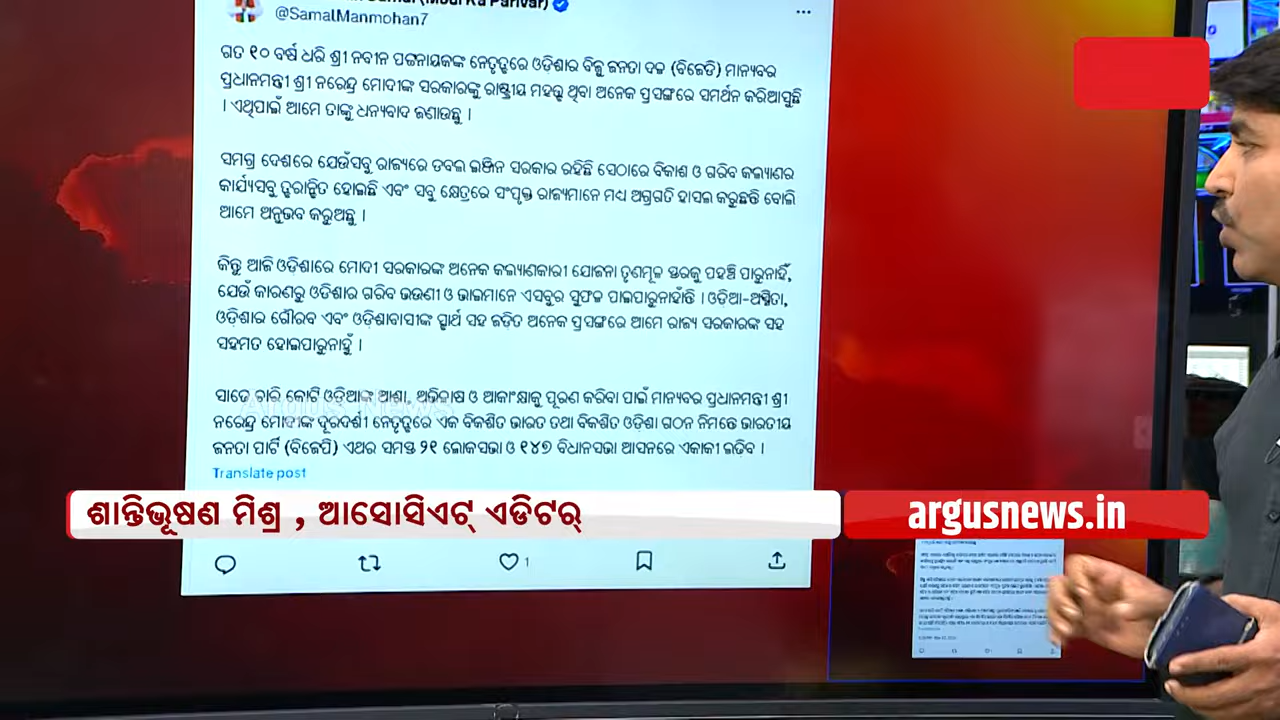 @SamalManmohan7
ଗତ ୧୦ ବର୍ଷ ଧରି ଶ୍ରୀ ନବୀନ ପଟ୍ଟନାୟକଙ୍କ ନେତୃତ୍ବରେ ଓଡ଼ିଶାର ବିଜୁ ଜନତା ଦଳ (ବିଜେଡି) ମାନ୍ୟବର
ପ୍ରଧାନମନ୍ତ୍ରୀ ଶ୍ରୀ ନରେନ୍ଦ୍ର ମୋଦୀଙ୍କ ସରକାରଙ୍କୁ ରାଷ୍ଟ୍ରୀୟ ମହତ୍ତ୍ୱ ଥିବା ଅନେକ ପ୍ରସଙ୍ଗରେ ସମର୍ଥନ କରିଆସୁଛି
। ଏଥିପାଇଁ ଆମେ ତାଙ୍କୁ ଧନ୍ୟବାଦ ଜଣାଉଛୁ ।
ସମଗ୍ର ଦେଶରେ ଯେଉଁସବୁ ରାଜ୍ୟରେ ଡବଲ ଇଞ୍ଜିନ ସରକାର ରହିଛି ସେଠାରେ ବିକାଶ ଓ ଗରିବ କଲ୍ୟାଣର
କାର୍ଯ୍ୟସବୁ ତ୍ୱରାନ୍ୱିତ ହୋଇଛି ଏବଂ ସବୁ କ୍ଷେତ୍ରରେ ସଂପୃକ୍ତ ରାଜ୍ୟମାନେ ମଧ୍ୟ ଅଗ୍ରଗତି ହାସଲ କରୁଛନ୍ତି ବୋଲି
ଆମେ ଅନୁଭବ କରୁଅଛୁ ।
କିନ୍ତୁ ଆଜି ଓଡ଼ିଶାରେ ମୋଦୀ ସରକାରଙ୍କ ଅନେକ କଲ୍ୟାଣକାରୀ ଯୋଜନା ତୃଣମୂଳ ସ୍ତରକୁ ପହଞ୍ଚି ପାରୁନାହିଁ,
ଯେଉଁ କାରଣରୁ ଓଡିଶାର ଗରିବ ଭଉଣୀ ଓ ଭାଇମାନେ ଏସବୁର ସୁଫଳ ପାଇପାରୁନାହାଁନ୍ତି । ଓଡିଆ-ଅସ୍ମିତା,
ଓଡ଼ିଶାର ଗୌରବ ଏବଂ ଓଡ଼ିଶାବାସୀଙ୍କ ସ୍ୱାର୍ଥ ସହ ଜଡ଼ିତ ଅନେକ ପ୍ରସଙ୍ଗରେ ଆମେ ରାଜ୍ୟ ସରକାରଙ୍କ ସହ
ସହମତ ହୋଇପାରୁନାହୁଁ ।
ସାଢେ ଚାରି କୋଟି ଓଡ଼ିଆଙ୍କ ଆଶା, ଅଭିଳାଷ ଓ ଆକାଂକ୍ଷାକୁ ପୂରଣ କରିବା ପାଇଁ ମାନ୍ୟବର ପ୍ରଧାନମନ୍ତ୍ରୀ ଶ୍ରୀ
ନରେନ୍ଦ୍ର ମୋଦୀଙ୍କ ଦୂରଦର୍ଶୀ ନେତୃତ୍ୱରେ ଏକ ବିକଶିତ ଭାରତ ତଥା ବିକଶିତ ଓଡ଼ିଶା ଗଠନ ନିମନ୍ତେ ଭାରତୀୟ
ଜନତା ପାର୍ଟି (ବିଜେପି) ଏଥର ସମସ୍ତ ୨୧ ଲୋକସଭା ଓ ୧୪୭ ବିଧାନସଭା ଆସନରେ ଏକାକୀ ଲଢିବ ।
Argus News
Translate post
ଶାନ୍ତିଭୂଷଣ ମିଶ୍ର , ଆସୋସିଏଟ୍ ଏଡିଟର୍
argusnews.in
1